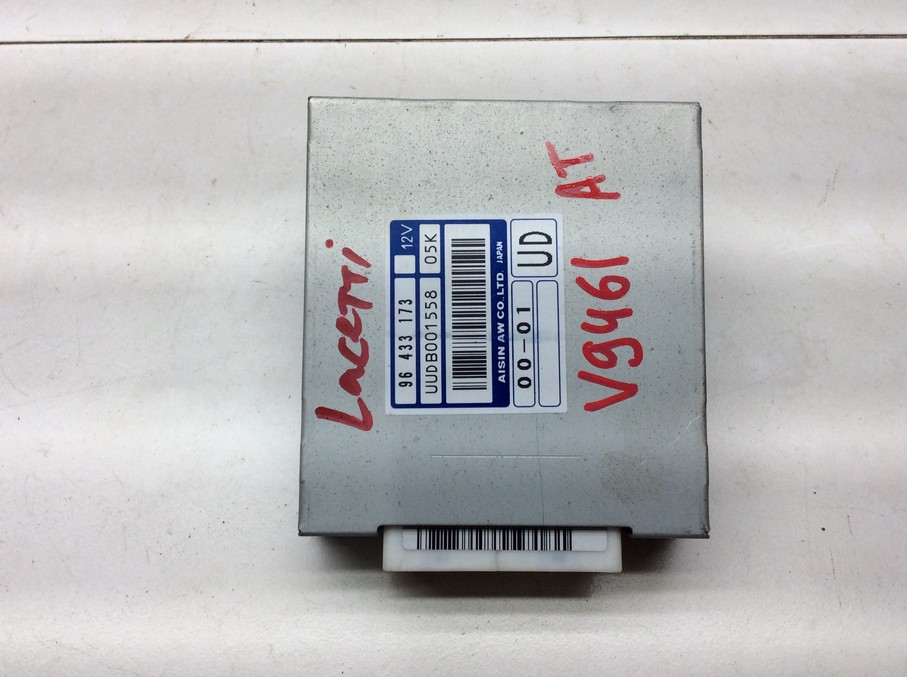 Lacetti
96 433 173
12V
UUDB001558
05K
AISIN AW CO.,LTD. JAPAN
00-01
UD
V9461 AT